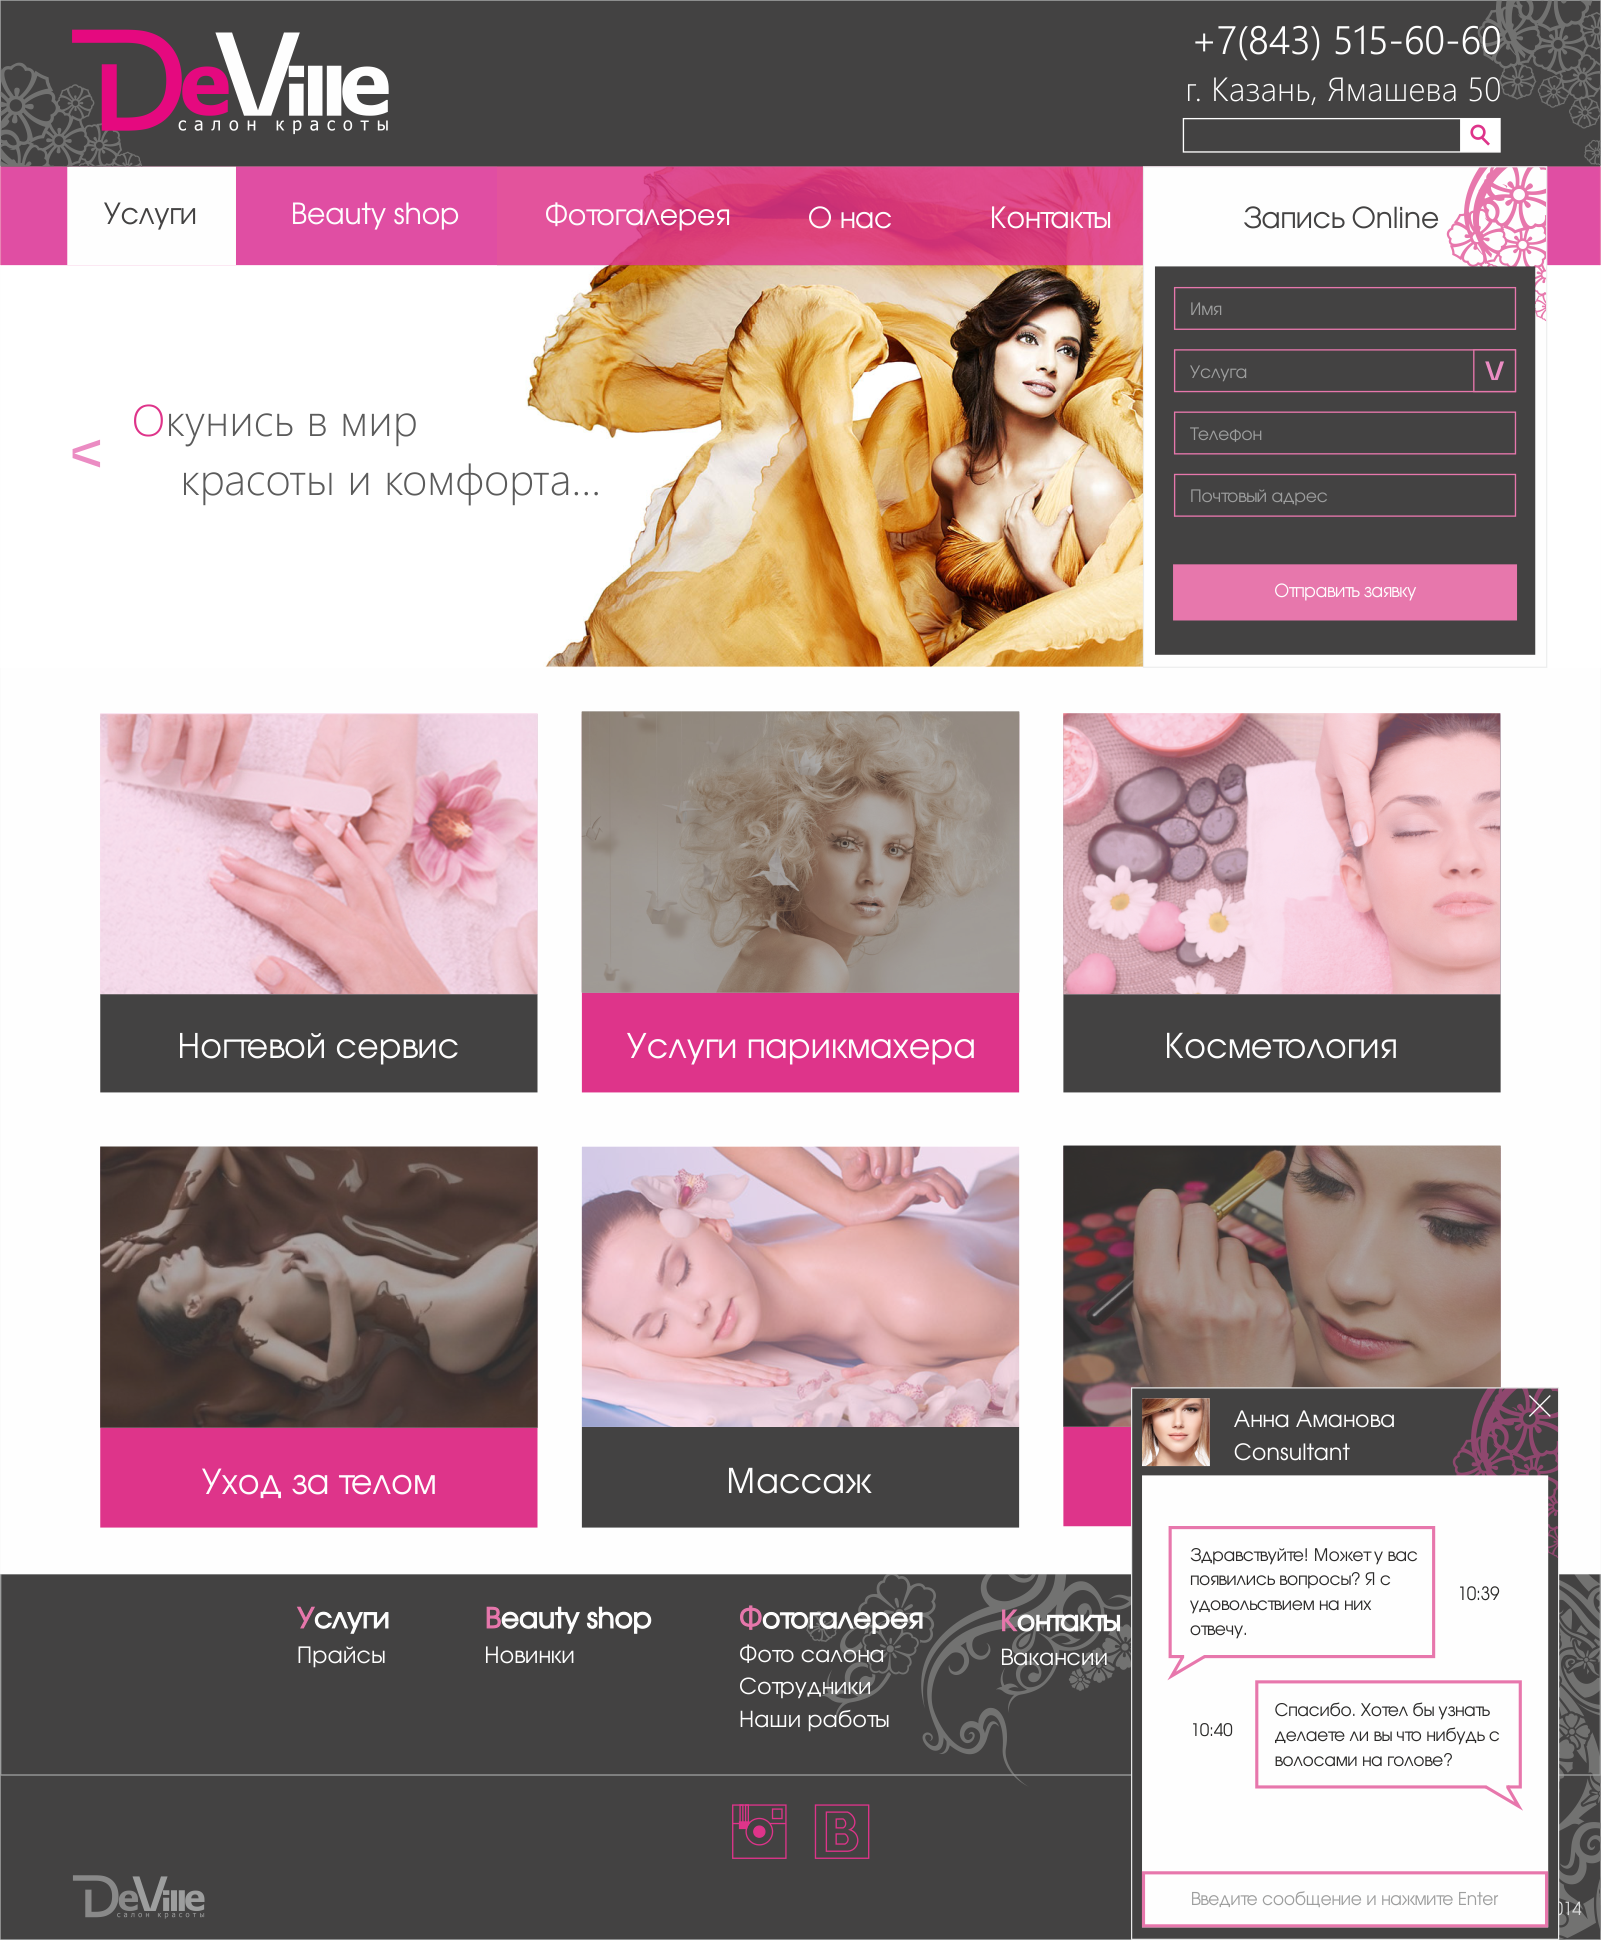 DeVille
салон красоты
+7(843) 515-60-60
г. Казань, Ямашева 50
Услуги
Beauty shop
Фотогалерея
О нас
Контакты
Запись Online
Окунись в мир
красоты и комфорта...
<
Имя
Услуга
V
Телефон
Почтовый адрес
Отправить заявку
Ногтевой сервис
Услуги парикмахера
Косметология
Уход за телом
Массаж
Анна Аманова
Consultant
Здравствуйте! Может у вас
появились вопросы? Я с
удовольствием на них
отвечу.
10:39
Спасибо. Хотел бы узнать
делаете ли вы что нибудь с
волосами на голове?
10:40
Введите сообщение и нажмите Enter
Услуги
Прайсы
Beauty shop
Новинки
Фотогалерея
Фото салона
Сотрудники
Наши работы
Контакты
Вакансии
B
DeVille
салон красоты
014